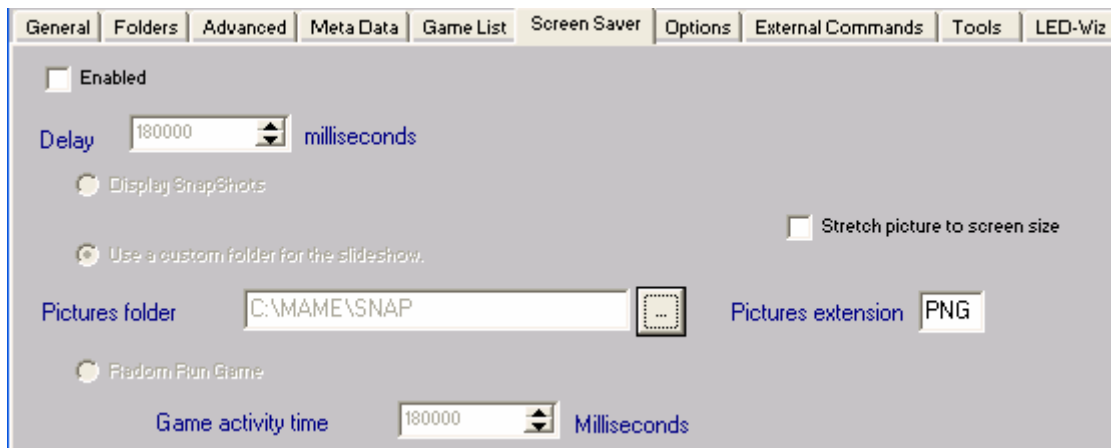 General Folders Advanced Meta Data Game List Screen Saver Options External Commands Tools LED-Wiz
Enabled
Delay 180000 milliseconds
Display SnapShots
Stretch picture to screen size
Use a custom folder for the slideshow.
Pictures folder C:\MAME\SNAP ... Pictures extension PNG
Radom Run Game
Game activity time 180000 Milliseconds